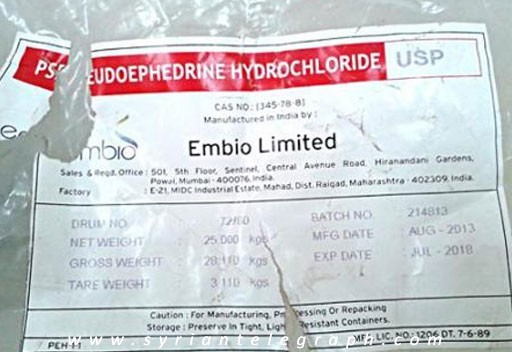 PS EUDOEPHEDRINE HYDROCHLORIDE USP
CAS NO.: [345-78-8]
Manufactured in India by :
embio
Embio Limited
Sales & Regd. Office : 501, 5th Floor, Sentinel, Central Avenue Road, Hiranandani Gardens,
Powai, Mumbai - 400076, India.
Factory : E-21, MIDC Industrial Estate, Mahad, Dist. Raigad, Maharashtra - 402309, India.
DRUM NO. : 72/80 BATCH NO. : 214813
NET WEIGHT : 25.000 kgs MFG DATE : AUG - 2013
GROSS WEIGHT : 28.110 kgs EXP DATE : JUL - 2018
TARE WEIGHT : 3.110 kgs
Caution : For Manufacturing, Processing Or Repacking
Storage : Preserve In Tight, Light Resistant Containers.
PEH-I-1 MFG. LIC. NO.: 1206 DT. 7-6-89
www.syriantelegraph.com